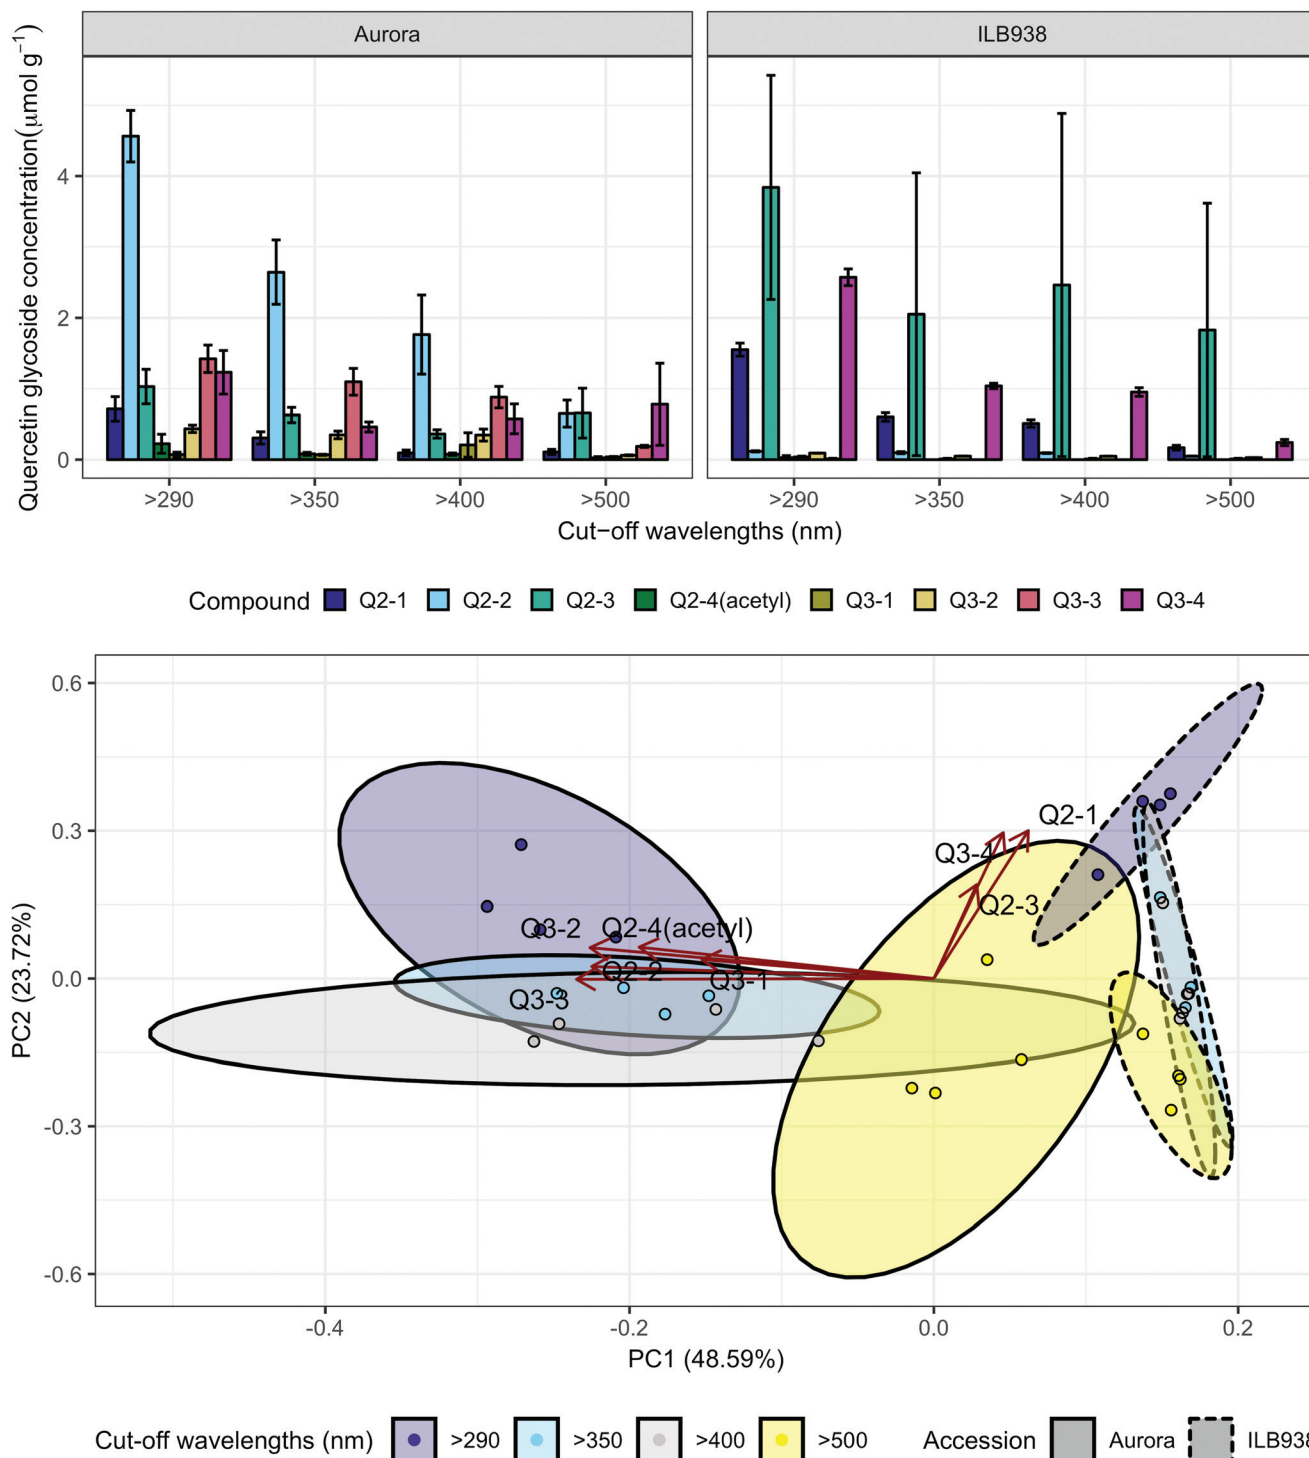 Aurora
ILB938
Quercetin glycoside concentration(μmol g⁻¹)
4
2
0
>290 >350 >400 >500 >290 >350 >400 >500
Cut−off wavelengths (nm)
Compound Q2-1 Q2-2 Q2-3 Q2-4(acetyl) Q3-1 Q3-2 Q3-3 Q3-4
0.6
0.3
0.0
-0.3
-0.6
PC2 (23.72%)
Q2-1
Q3-4
Q2-3
Q3-2 Q2-4(acetyl)
Q2-2
Q3-1
Q3-3
-0.4 -0.2 0.0 0.2
PC1 (48.59%)
Cut-off wavelengths (nm) >290 >350 >400 >500 Accession Aurora ILB938